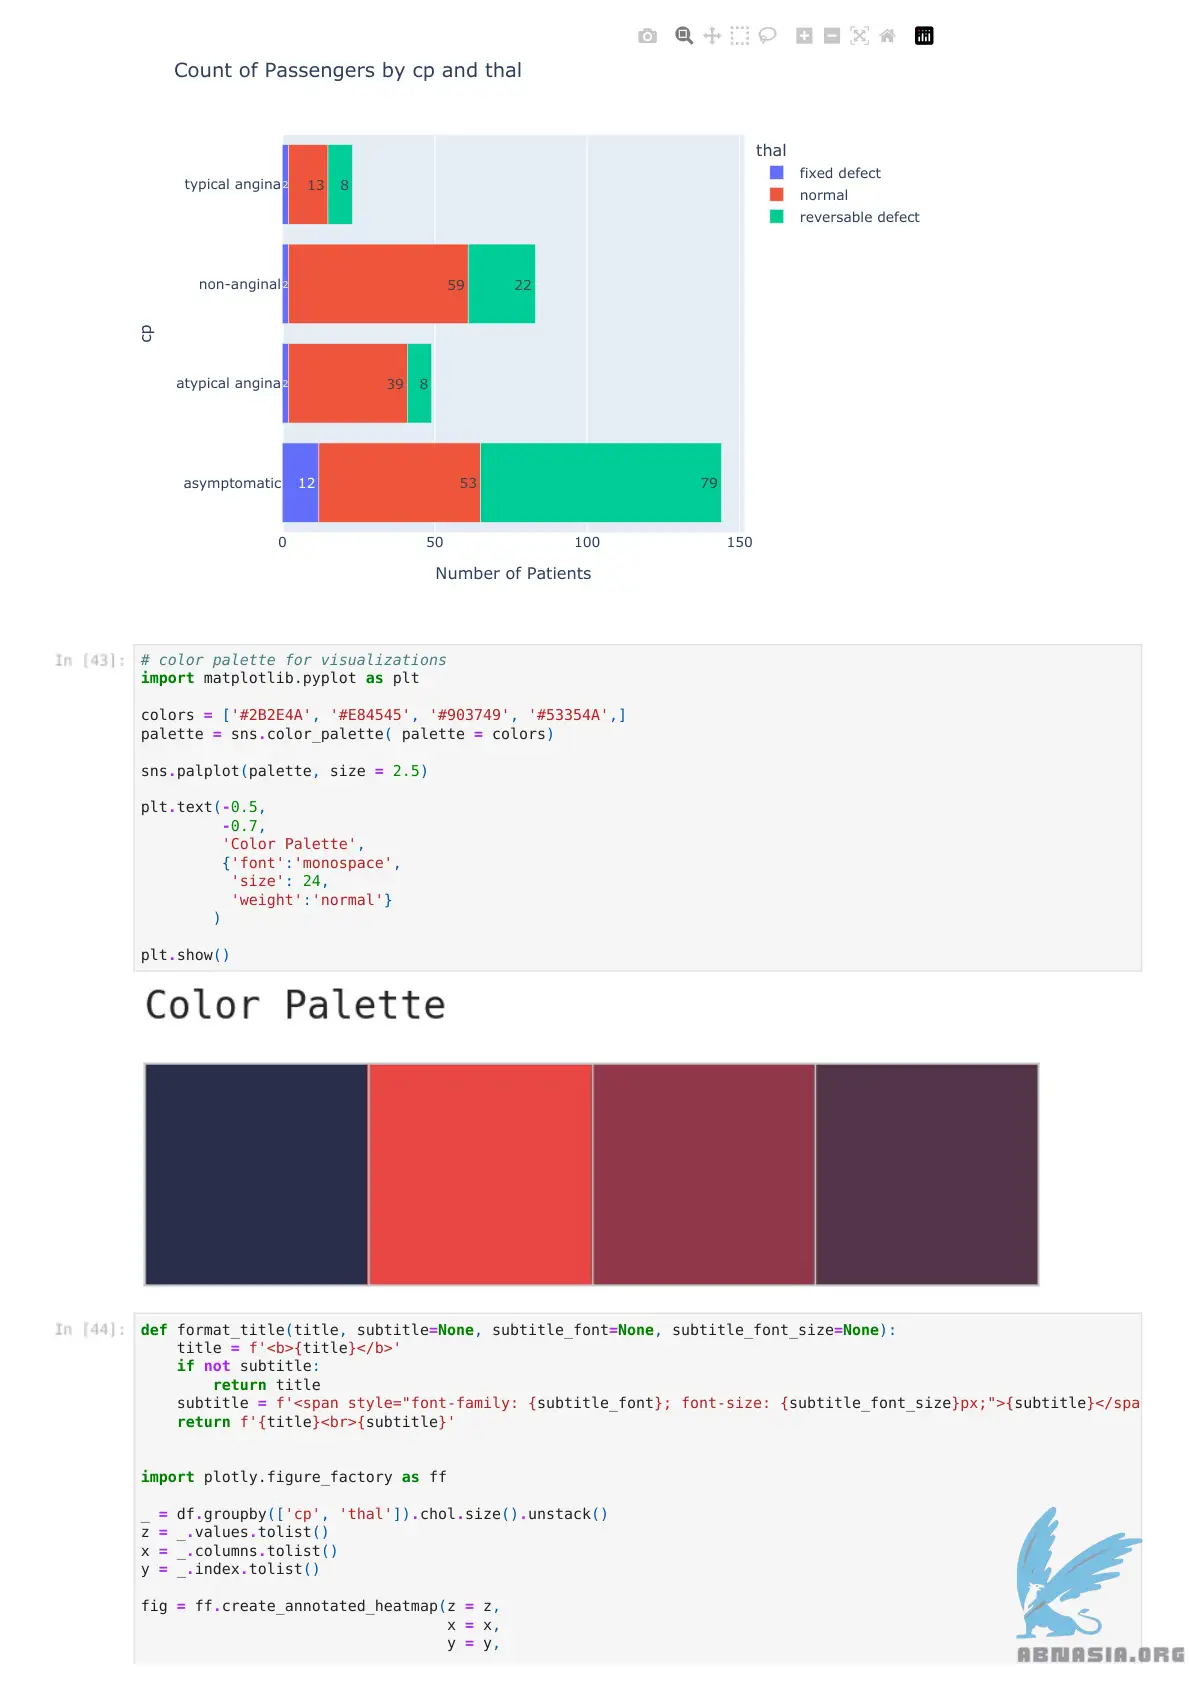 Count of Passengers by cp and thal
thal
fixed defect
normal
reversable defect
typical angina 2 13 8
non-anginal 2 59 22
cp
atypical angina 2 39 8
asymptomatic 12 53 79
0 50 100 150
Number of Patients
In [43]:
# color palette for visualizations
import matplotlib.pyplot as plt
colors = ['#2B2E4A', '#E84545', '#903749', '#53354A',]
palette = sns.color_palette( palette = colors)
sns.palplot(palette, size = 2.5)
plt.text(-0.5,
         -0.7,
         'Color Palette',
         {'font':'monospace',
          'size': 24,
          'weight':'normal'}
        )
plt.show()
Color Palette
In [44]:
def format_title(title, subtitle=None, subtitle_font=None, subtitle_font_size=None):
    title = f'<b>{title}</b>'
    if not subtitle:
        return title
    subtitle = f'<span style="font-family: {subtitle_font}; font-size: {subtitle_font_size}px;">{subtitle}</spa
    return f'{title}<br>{subtitle}'
import plotly.figure_factory as ff
_ = df.groupby(['cp', 'thal']).chol.size().unstack()
z = _.values.tolist()
x = _.columns.tolist()
y = _.index.tolist()
fig = ff.create_annotated_heatmap(z = z,
                                  x = x,
                                  y = y,
ABNASIA.ORG